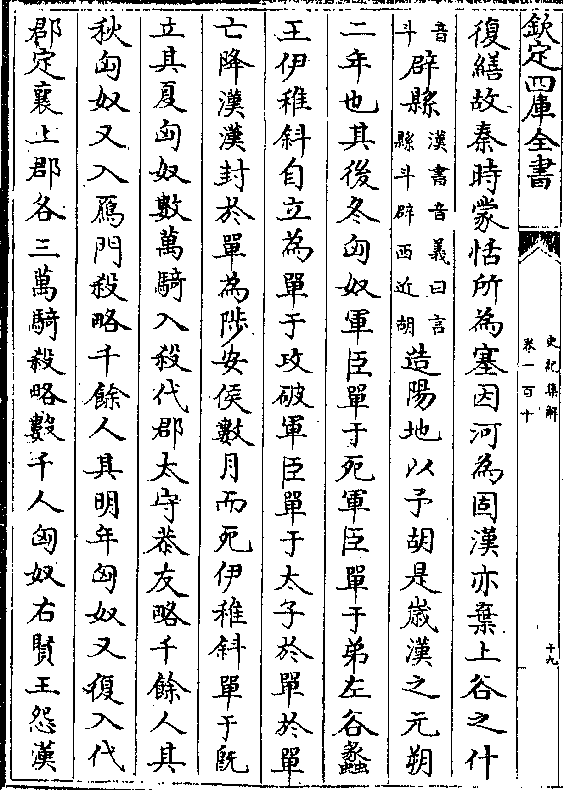 欽定四庫全書
史記集解
卷一百十
十九
復繕故秦時蒙恬所為塞因河為固漢亦棄上谷之什
音斗辟縣漢書音義曰言縣斗辟西近胡造陽地以予胡是歲漢之元朔
二年也其後冬匈奴軍臣單于死軍臣單于弟左谷蠡
王伊稚斜自立為單于攻破軍臣單于太子於單於單
亡降漢漢封於單為陟安侯數月而死伊稚斜單于既
立其夏匈奴數萬騎入殺代郡太守恭友略千餘人其
秋匈奴又入鴈門殺略千餘人其明年匈奴又復入代
郡定襄上郡各三萬騎殺略數千人匈奴右賢王怨漢